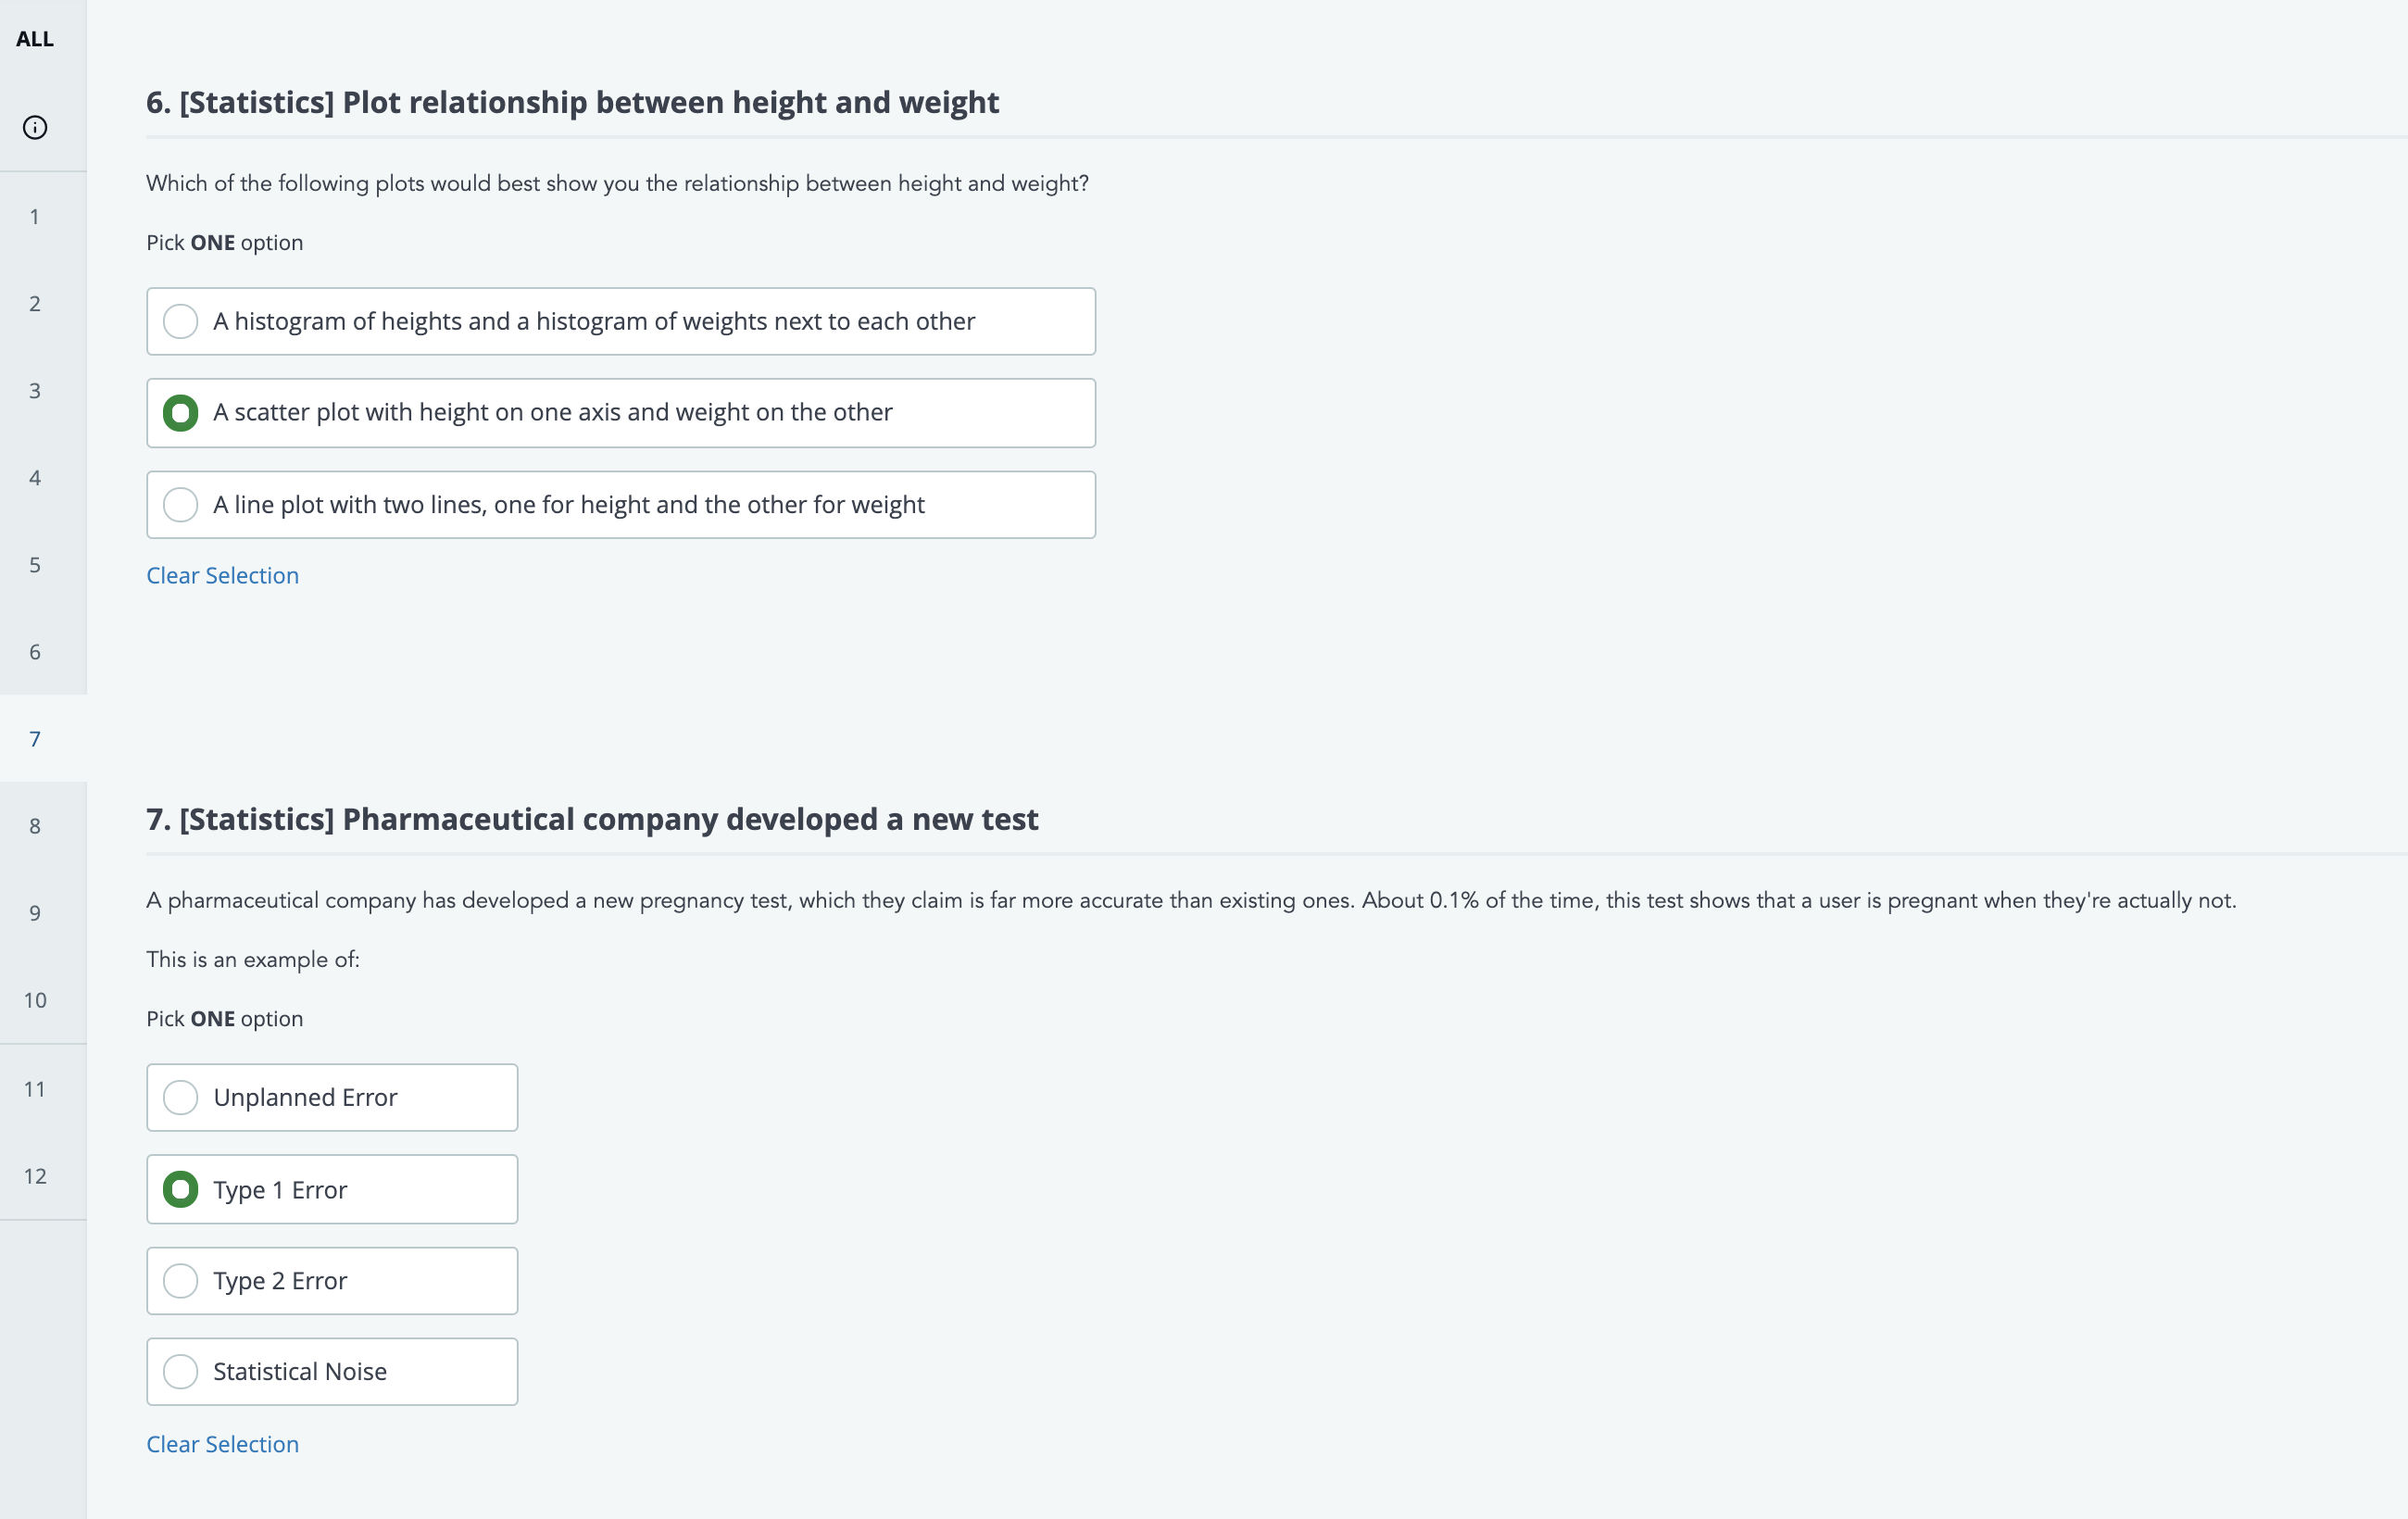 ALL
1
2
3
4
5
6
7
8
9
10
11
12
6. [Statistics] Plot relationship between height and weight
Which of the following plots would best show you the relationship between height and weight?
Pick ONE option
A histogram of heights and a histogram of weights next to each other
A scatter plot with height on one axis and weight on the other
A line plot with two lines, one for height and the other for weight
Clear Selection
7. [Statistics] Pharmaceutical company developed a new test
A pharmaceutical company has developed a new pregnancy test, which they claim is far more accurate than existing ones. About 0.1% of the time, this test shows that a user is pregnant when they're actually not.
This is an example of:
Pick ONE option
Unplanned Error
Type 1 Error
Type 2 Error
Statistical Noise
Clear Selection